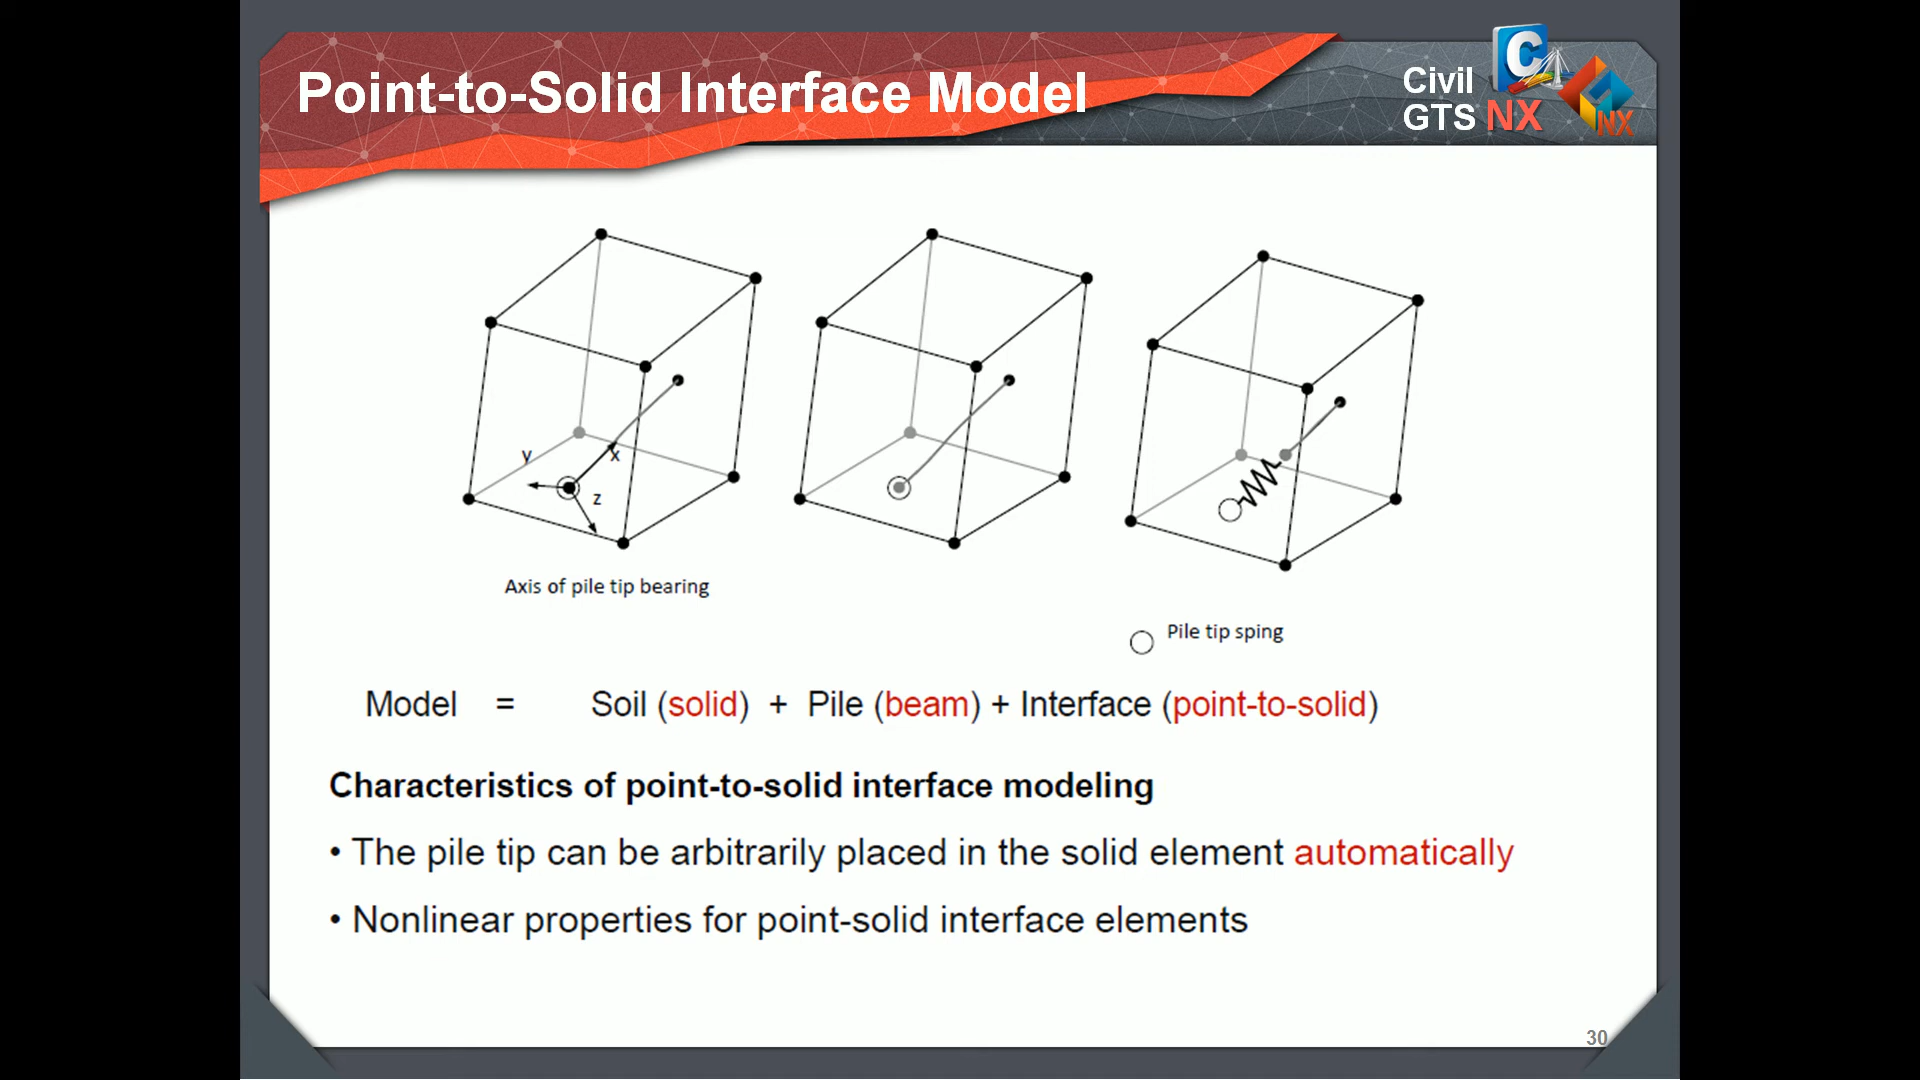 Point-to-Solid Interface Model
Civil
GTS NX
C
NX
y
x
z
Axis of pile tip bearing
Pile tip sping
Model = Soil (solid) + Pile (beam) + Interface (point-to-solid)
Characteristics of point-to-solid interface modeling
• The pile tip can be arbitrarily placed in the solid element automatically
• Nonlinear properties for point-solid interface elements
30